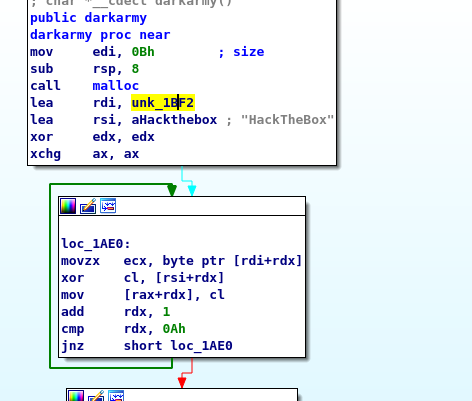 ; char *__cdecl darkarmy()
public darkarmy
darkarmy proc near
mov     edi, 0Bh        ; size
sub     rsp, 8
call    malloc
lea     rdi, unk_1BF2
lea     rsi, aHackthebox ; "HackTheBox"
xor     edx, edx
xchg    ax, ax
loc_1AE0:
movzx   ecx, byte ptr [rdi+rdx]
xor     cl, [rsi+rdx]
mov     [rax+rdx], cl
add     rdx, 1
cmp     rdx, 0Ah
jnz     short loc_1AE0